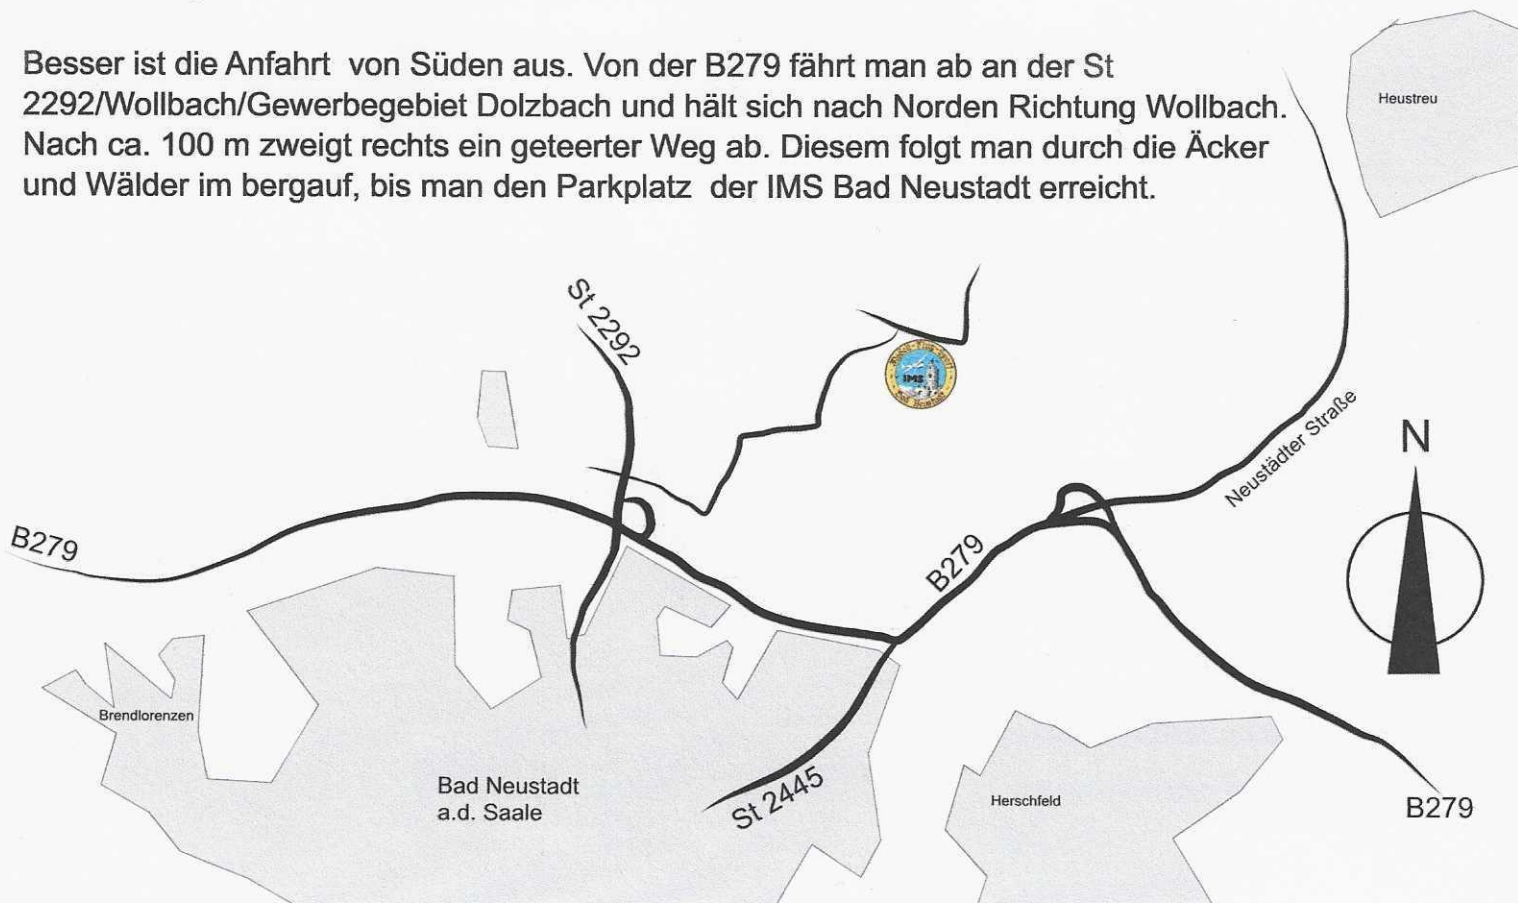 Besser ist die Anfahrt von Süden aus. Von der B279 fährt man ab an der St
2292/Wollbach/Gewerbegebiet Dolzbach und hält sich nach Norden Richtung Wollbach.
Nach ca. 100 m zweigt rechts ein geteerter Weg ab. Diesem folgt man durch die Äcker
und Wälder im bergauf, bis man den Parkplatz der IMS Bad Neustadt erreicht.
Heustreu
St 2292
IMS
Neustädter Straße
N
B279
B279
Brendlorenzen
Bad Neustadt
a.d. Saale
St 2445
Herschfeld
B279